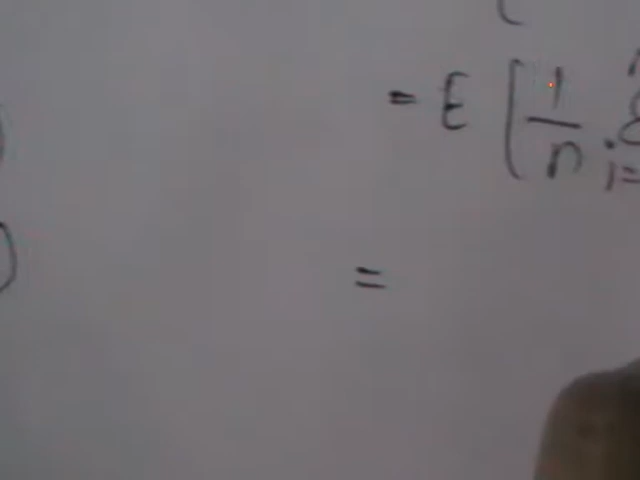 = E [ 1/n Σ i=
=